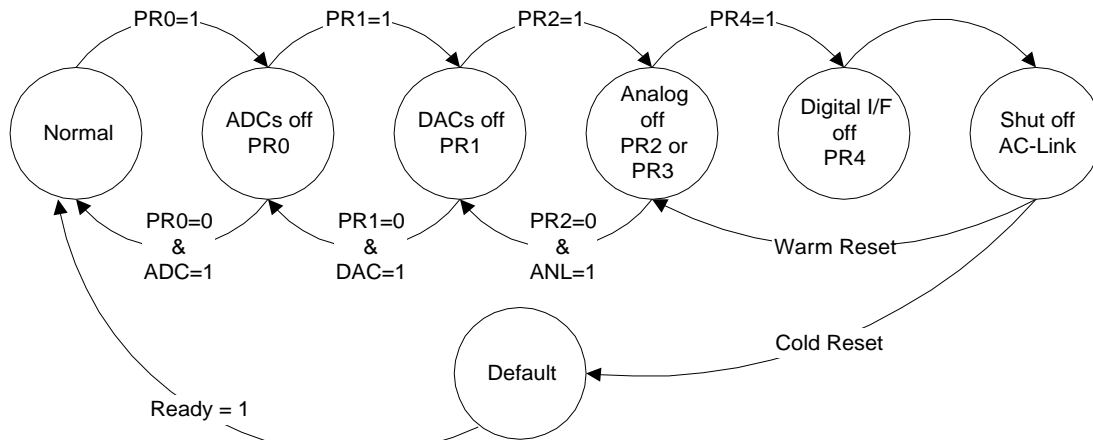 PR0=1
PR1=1
PR2=1
PR4=1
Normal
ADCs off
PR0
DACs off
PR1
Analog
off
PR2 or
PR3
Digital I/F
off
PR4
Shut off
AC-Link
PR0=0
&
ADC=1
PR1=0
&
DAC=1
PR2=0
&
ANL=1
Warm Reset
Cold Reset
Default
Ready = 1